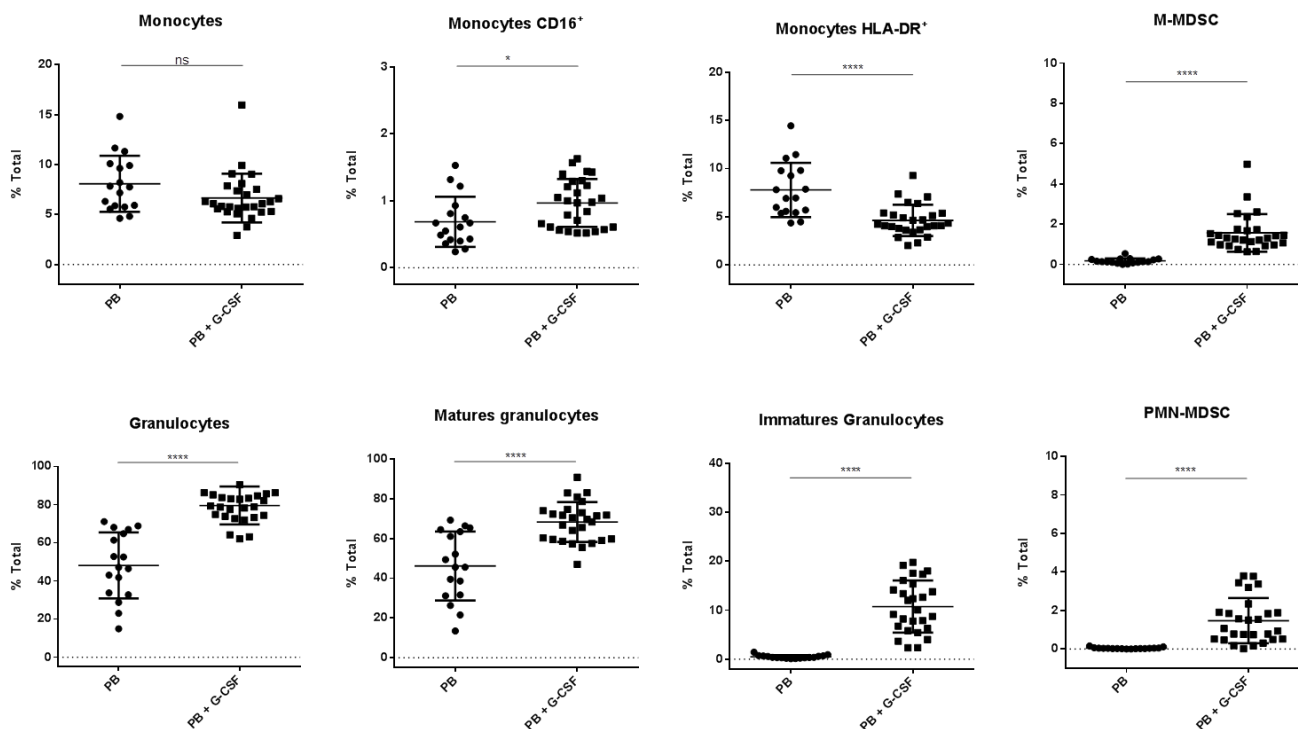 Monocytes
ns
% Total
20
15
10
5
0
PB
PB + G-CSF
Monocytes CD16+
*
% Total
3
2
1
0
PB
PB + G-CSF
Monocytes HLA-DR+
****
% Total
20
15
10
5
0
PB
PB + G-CSF
M-MDSC
****
% Total
10
8
6
4
2
0
PB
PB + G-CSF
Granulocytes
****
% Total
100
80
60
40
20
0
PB
PB + G-CSF
Matures granulocytes
****
% Total
100
80
60
40
20
0
PB
PB + G-CSF
Immatures Granulocytes
****
% Total
40
30
20
10
0
PB
PB + G-CSF
PMN-MDSC
****
% Total
10
8
6
4
2
0
PB
PB + G-CSF